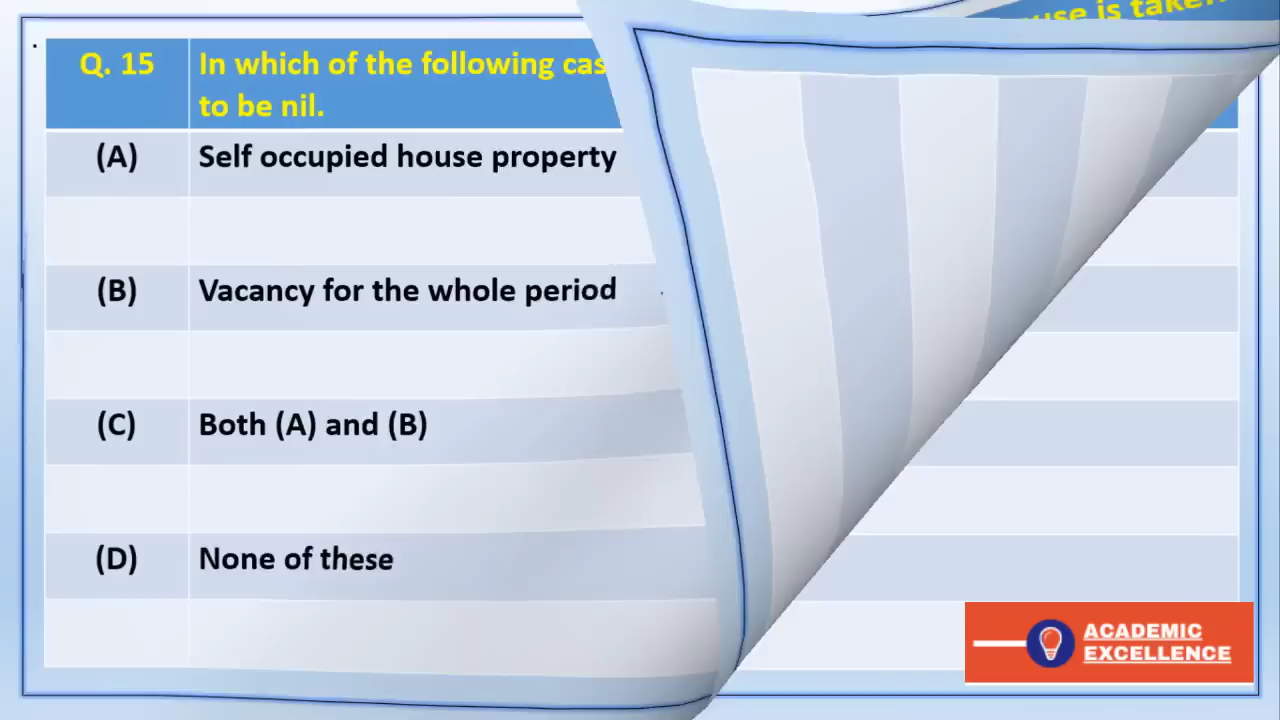 Q. 15
In which of the following cas
use is taken
to be nil.
(A)
Self occupied house property
(B)
Vacancy for the whole period
(C)
Both (A) and (B)
(D)
None of these
ACADEMIC
EXCELLENCE